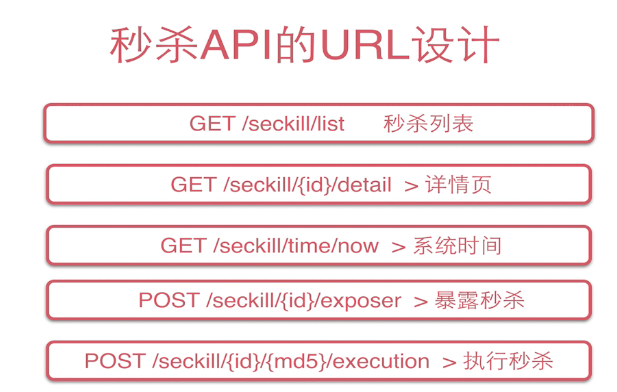 秒杀API的URL设计
GET /seckill/list 秒杀列表
GET /seckill/{id}/detail > 详情页
GET /seckill/time/now > 系统时间
POST /seckill/{id}/exposer > 暴露秒杀
POST /seckill/{id}/{md5}/execution > 执行秒杀